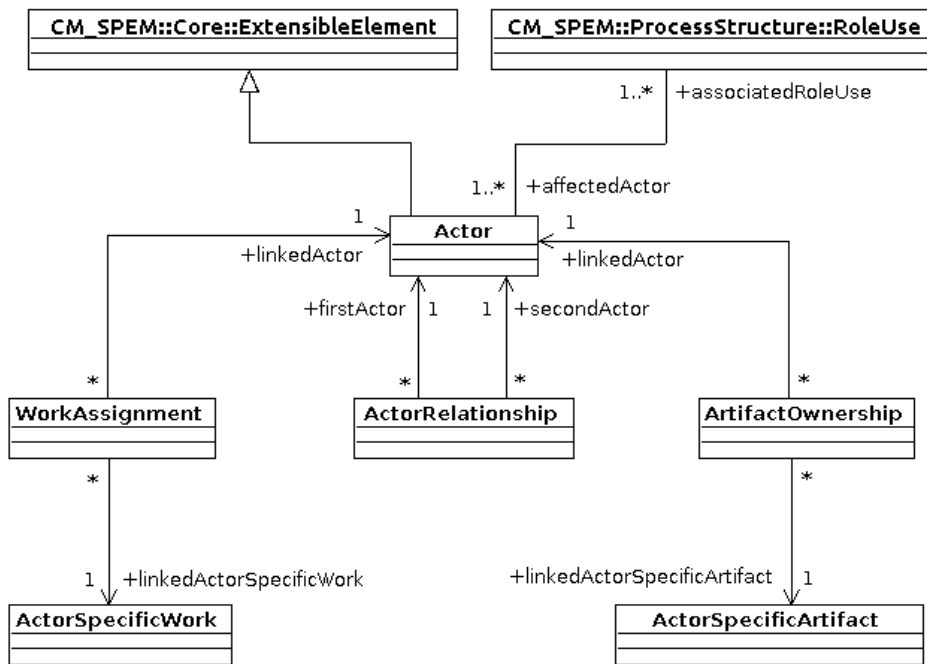 CM_SPEM::Core::ExtensibleElement
CM_SPEM::ProcessStructure::RoleUse
1..*
+associatedRoleUse
1..*
+affectedActor
1
Actor
1
+linkedActor
+linkedActor
+firstActor
1
1
+secondActor
*
*
*
*
WorkAssignment
ActorRelationship
ArtifactOwnership
*
*
1
+linkedActorSpecificWork
+linkedActorSpecificArtifact
1
ActorSpecificWork
ActorSpecificArtifact